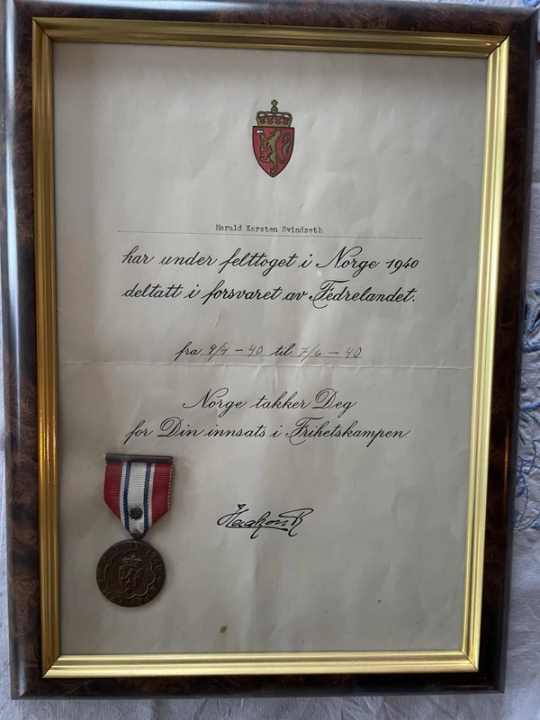 Harald Karsten Svindseth
har under felttoget i Norge 1940
deltatt i forsvaret av Fedrelandet.
fra 9/4 – 40 til 7/6 – 40
Norge takker Deg
for Din innsats i Frihetskampen
Haakon R